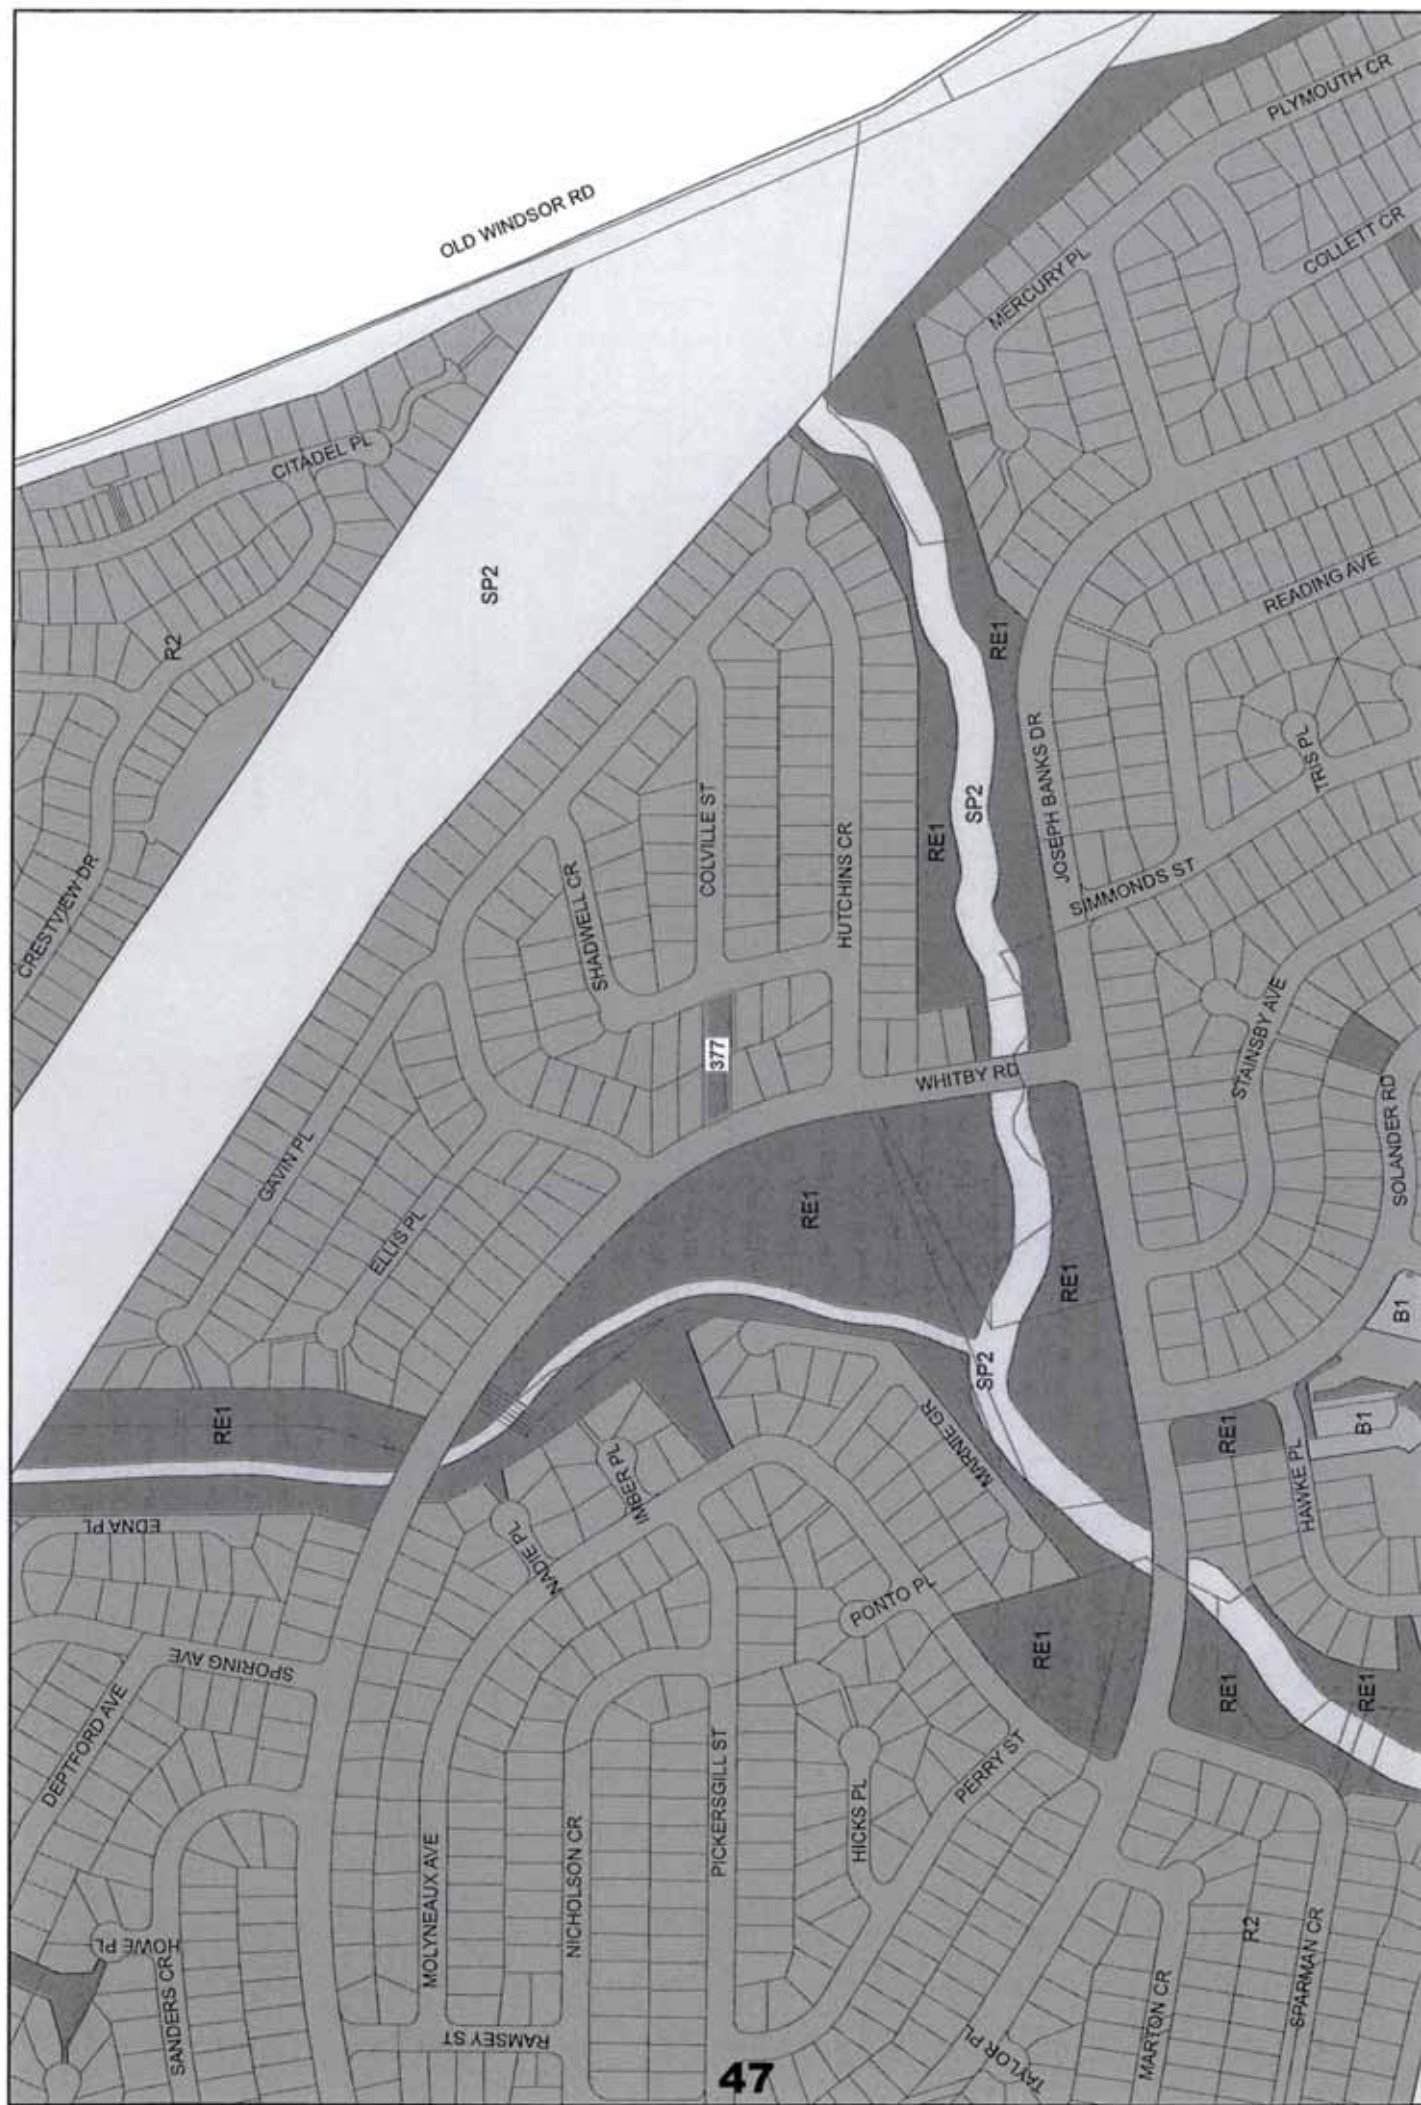 PLYMOUTH CR
OLD WINDSOR RD
COLLETT CR
MERCURY PL
CITADEL PL
SP2
READING AVE
R2
RE1
JOSEPH BANKS DR
TRIS PL
SP2
COLVILLE ST
RE1
HUTCHINS CR
SIMMONDS ST
CRESTVIEW DR
SHADWELL CR
STAINSBY AVE
377
WHITBY RD
SOLANDER RD
GAVIN PL
RE1
ELLIS PL
RE1
B1
SP2
RE1
MARNIE GR
RE1
B1
HAWKE PL
IMBER PL
EDNA PL
NADIE PL
PONTO PL
RE1
SPORING AVE
RE1
RE1
DEPTFORD AVE
PERRY ST
PICKERSGILL ST
HICKS PL
MOLYNEAUX AVE
NICHOLSON CR
R2
HOWE PL
SANDERS CR
SPARMAN CR
MARTON CR
RAMSEY ST
TAYLOR PL
47